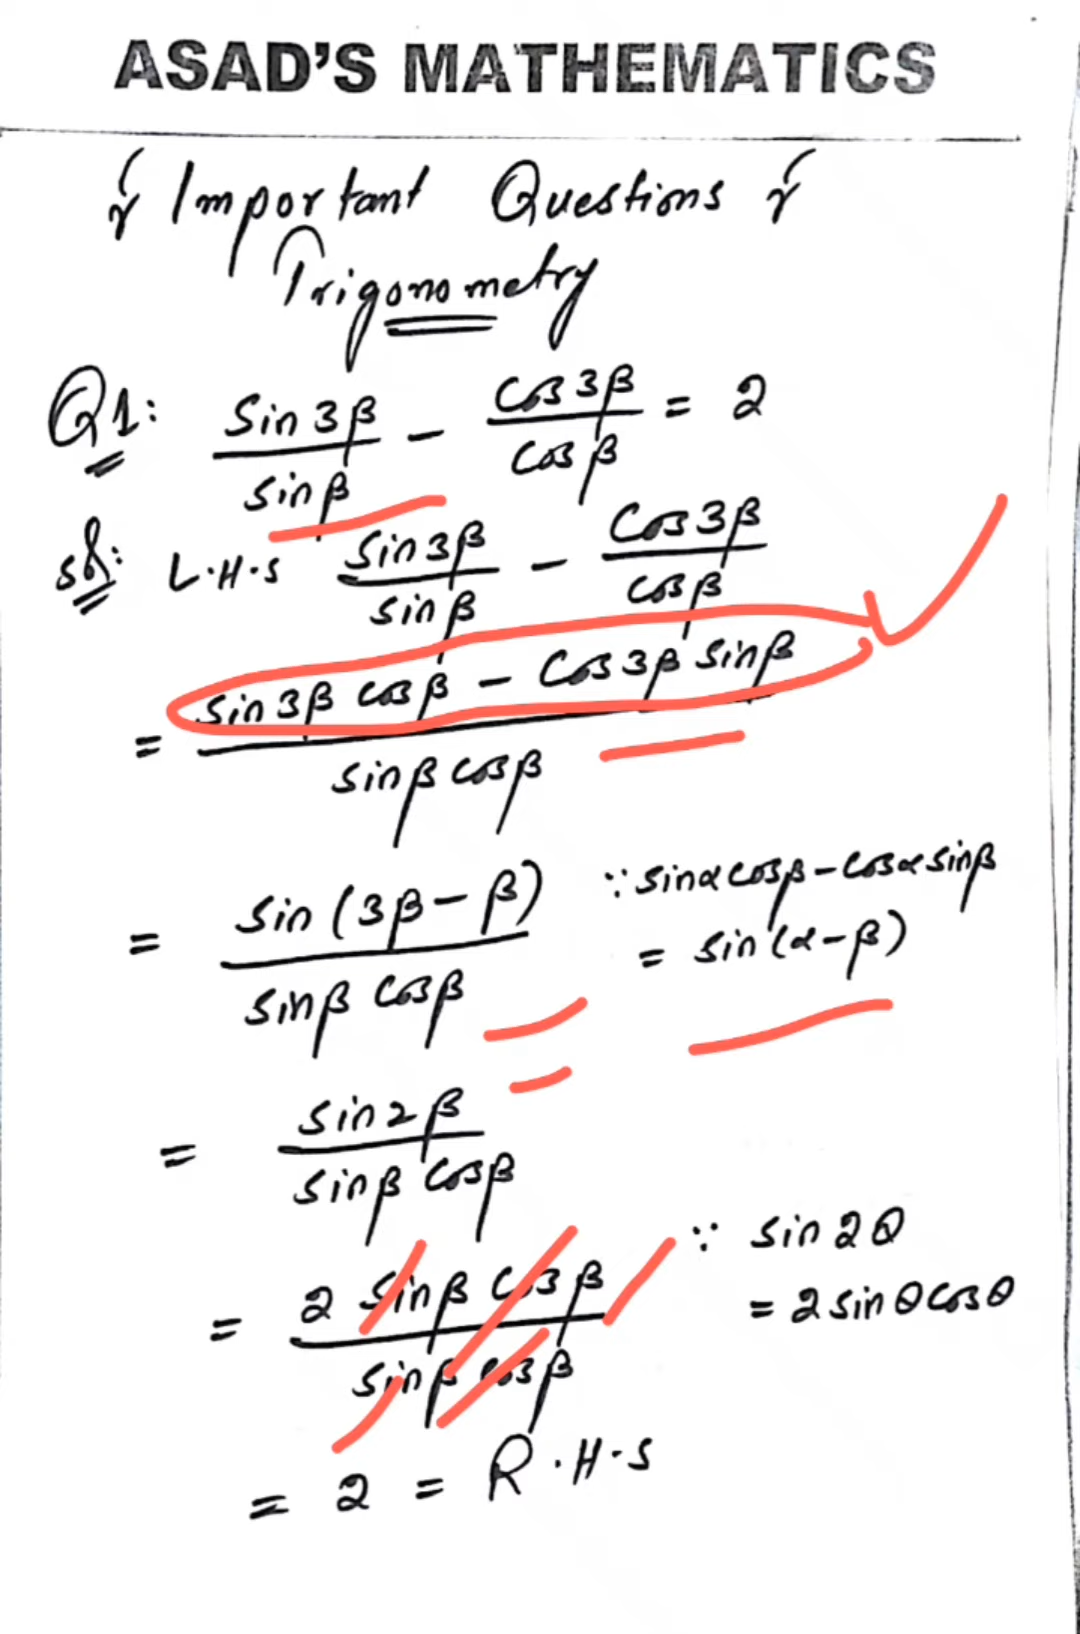 ASAD'S MATHEMATICS
Important Questions
Trigonometry
Q1: Sin 3β / sin β − Cos 3β / Cos β = 2
Sol: L.H.S Sin 3β / sin β − Cos 3β / Cos β
= sin 3β Cos β − Cos 3β Sin β / sin β Cos β
= Sin (3β − β) / sin β Cos β ∵ sin α Cos β − Cos α sin β
= sin (α − β)
= Sin 2β / sin β Cos β
= 2 sin β Cos β / sin β Cos β ∵ sin 2θ
= 2 sin θ Cos θ
= 2 = R.H.S